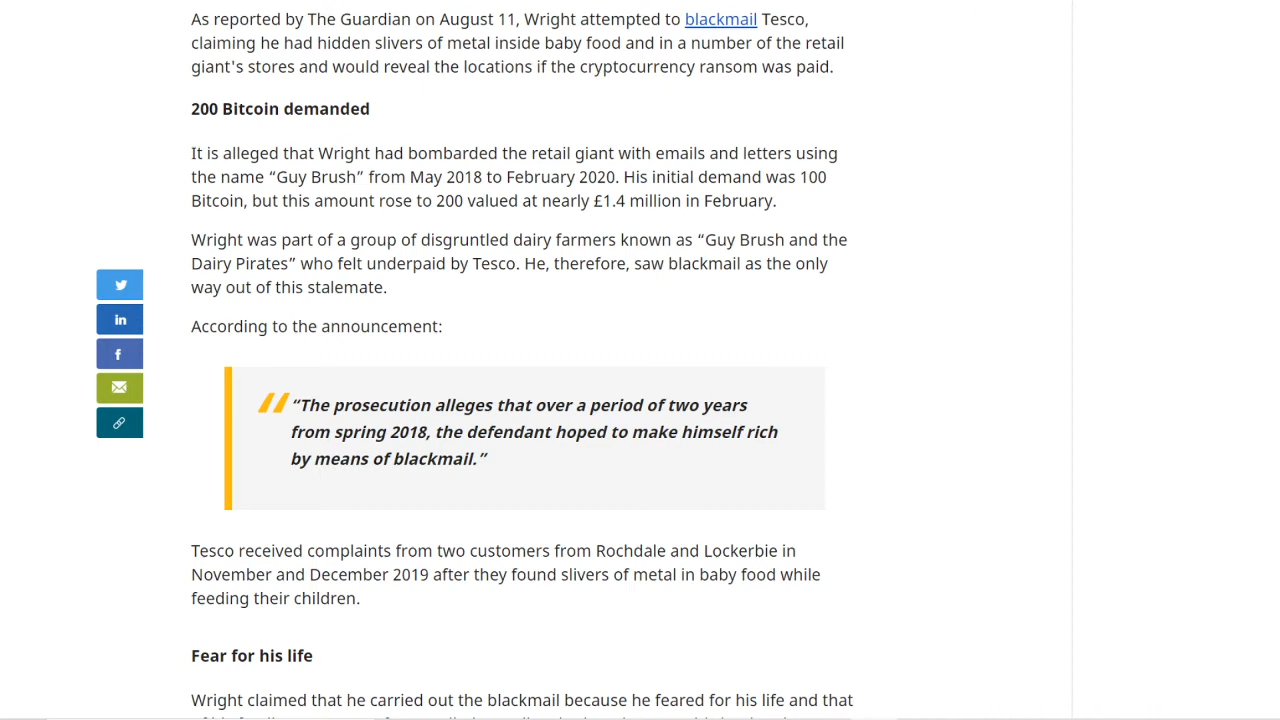 As reported by The Guardian on August 11, Wright attempted to blackmail Tesco,
claiming he had hidden slivers of metal inside baby food and in a number of the retail
giant's stores and would reveal the locations if the cryptocurrency ransom was paid.
200 Bitcoin demanded
It is alleged that Wright had bombarded the retail giant with emails and letters using
the name “Guy Brush” from May 2018 to February 2020. His initial demand was 100
Bitcoin, but this amount rose to 200 valued at nearly £1.4 million in February.
Wright was part of a group of disgruntled dairy farmers known as “Guy Brush and the
Dairy Pirates” who felt underpaid by Tesco. He, therefore, saw blackmail as the only
way out of this stalemate.
According to the announcement:
“The prosecution alleges that over a period of two years
from spring 2018, the defendant hoped to make himself rich
by means of blackmail.”
Tesco received complaints from two customers from Rochdale and Lockerbie in
November and December 2019 after they found slivers of metal in baby food while
feeding their children.
Fear for his life
Wright claimed that he carried out the blackmail because he feared for his life and that